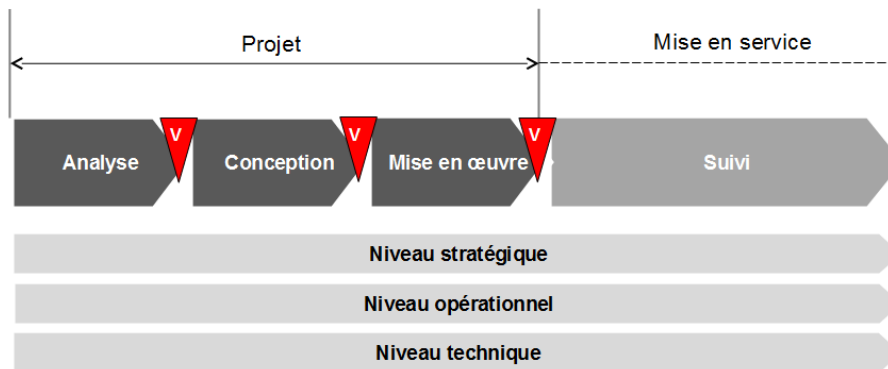 Projet
Mise en service
V
V
V
Analyse
Conception
Mise en œuvre
Suivi
Niveau stratégique
Niveau opérationnel
Niveau technique